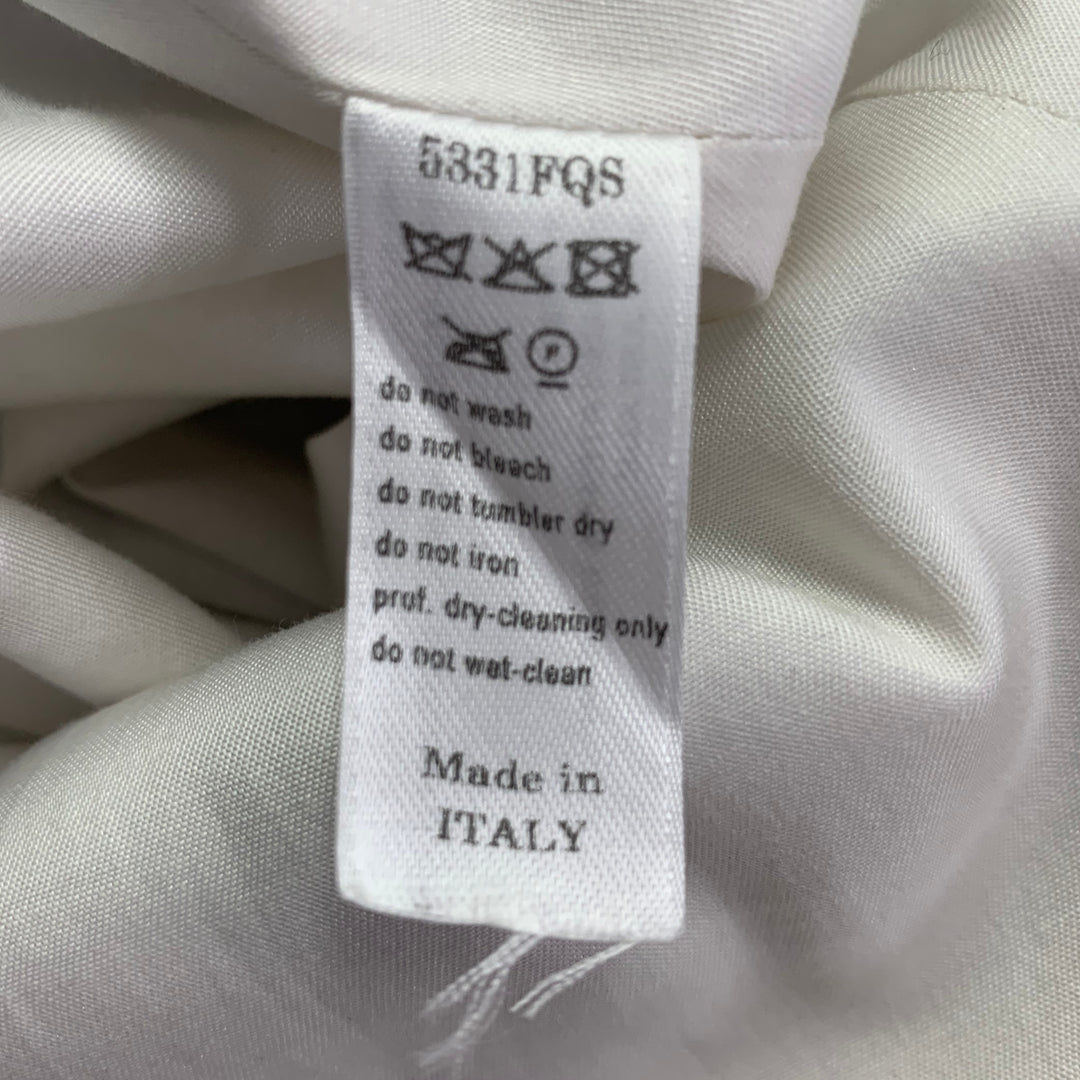 5331FQS
P
do not wash
do not bleach
do not tumbler dry
do not iron
prof. dry-cleaning only
do not wet-clean
Made in
ITALY